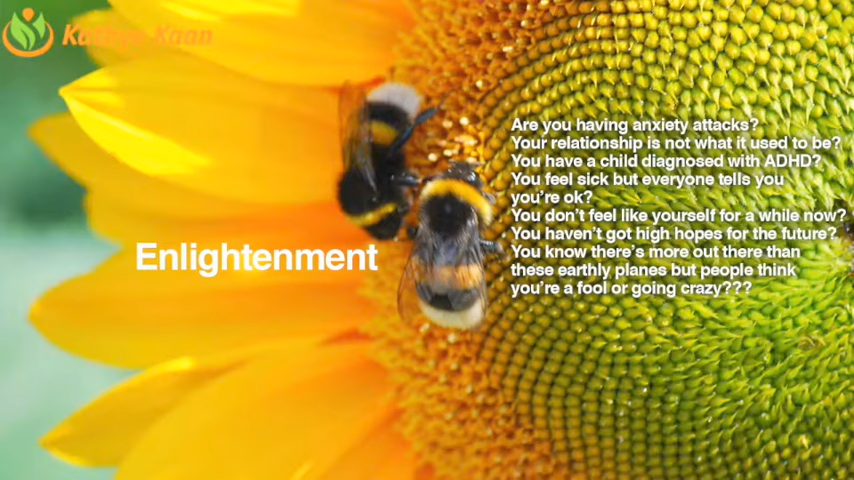 Kathye Kaan
Are you having anxiety attacks?
Your relationship is not what it used to be?
You have a child diagnosed with ADHD?
You feel sick but everyone tells you
you're ok?
You don't feel like yourself for a while now?
You haven't got high hopes for the future?
You know there's more out there than
these earthly planes but people think
you're a fool or going crazy???
Enlightenment